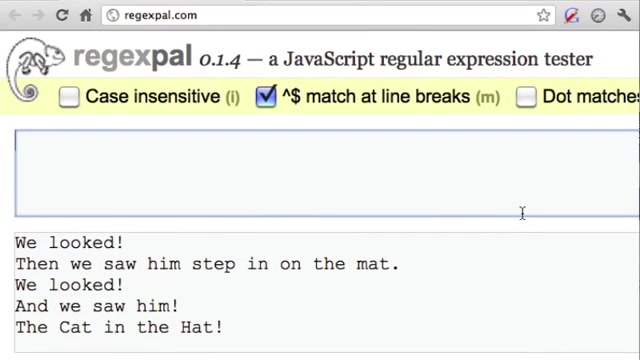 regexpal.com
regexpal 0.1.4 — a JavaScript regular expression tester
Case insensitive (i) ^$ match at line breaks (m) Dot matches
We looked!
Then we saw him step in on the mat.
We looked!
And we saw him!
The Cat in the Hat!